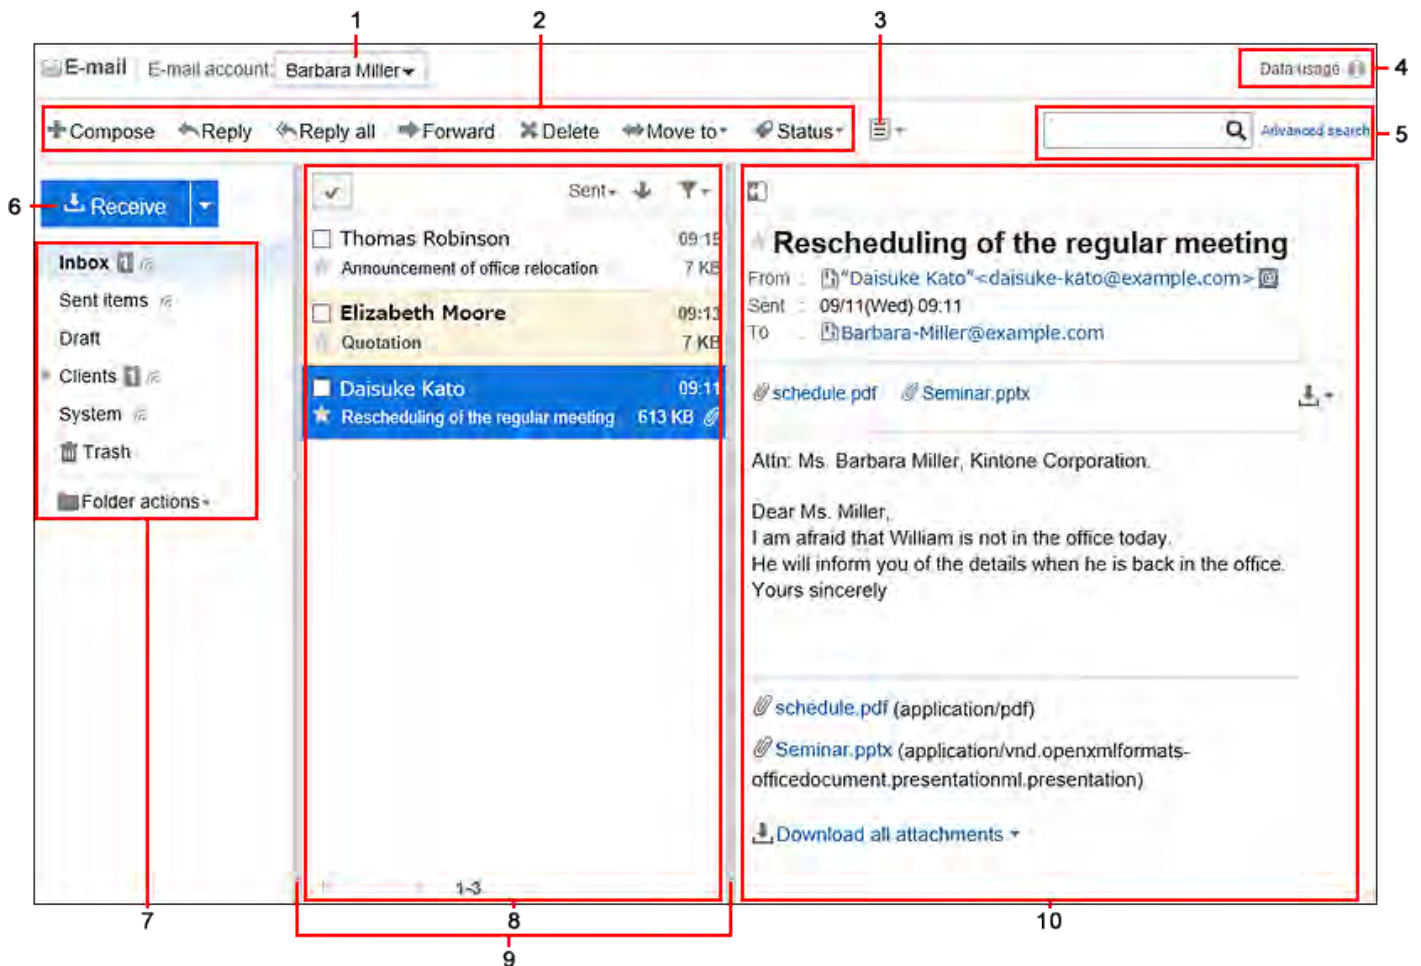 1 2 3
E-mail E-mail account: Barbara Miller Data usage 4
Compose Reply Reply all Forward Delete Move to Status Advanced search 5
6 Receive
Inbox 1
Sent items
Draft
Clients 1
System
Trash
Folder actions
7
Sent
Thomas Robinson 09:15
Announcement of office relocation 7 KB
Elizabeth Moore 09:13
Quotation 7 KB
Daisuke Kato 09:11
Rescheduling of the regular meeting 613 KB
1-3
8
9
Rescheduling of the regular meeting
From : "Daisuke Kato"<daisuke-kato@example.com>
Sent : 09/11(Wed) 09:11
To : Barbara-Miller@example.com
schedule.pdf Seminar.pptx
Attn: Ms. Barbara Miller, Kintone Corporation.
Dear Ms. Miller,
I am afraid that William is not in the office today.
He will inform you of the details when he is back in the office.
Yours sincerely
schedule.pdf (application/pdf)
Seminar.pptx (application/vnd.openxmlformats-
officedocument.presentationml.presentation)
Download all attachments
10